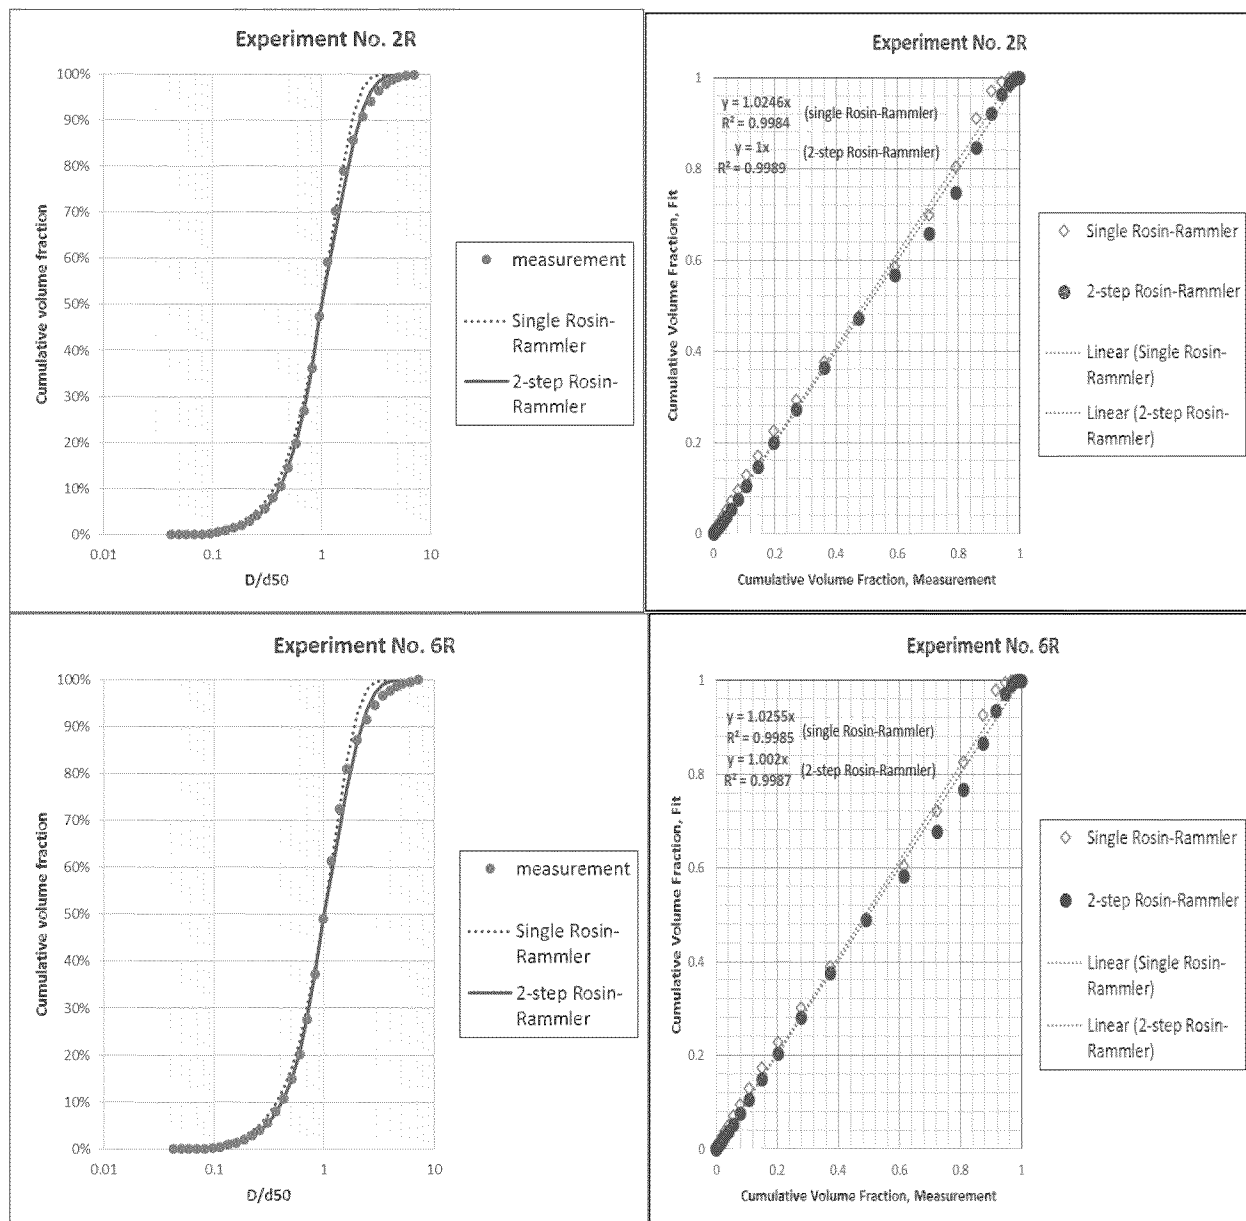 Experiment No. 2R
100%
90%
80%
70%
60%
50%
40%
30%
20%
10%
0%
0.01
0.1
1
10
Cumulative volume fraction
D/d50
measurement
Single Rosin-
Rammler
2-step Rosin-
Rammler
Experiment No. 2R
1
0.8
0.6
0.4
0.2
0
0
0.2
0.4
0.6
0.8
1
y = 1.0246x
R² = 0.9984
(single Rosin-Rammler)
y = 1x
R² = 0.9989
(2-step Rosin-Rammler)
Cumulative Volume Fraction, Fit
Cumulative Volume Fraction, Measurement
Single Rosin-Rammler
2-step Rosin-Rammler
Linear (Single Rosin-
Rammler)
Linear (2-step Rosin-
Rammler)
Experiment No. 6R
100%
90%
80%
70%
60%
50%
40%
30%
20%
10%
0%
0.01
0.1
1
10
Cumulative volume fraction
D/d50
measurement
Single Rosin-
Rammler
2-step Rosin-
Rammler
Experiment No. 6R
1
0.8
0.6
0.4
0.2
0
0
0.2
0.4
0.6
0.8
1
y = 1.0255x
R² = 0.9985
(single Rosin-Rammler)
y = 1.002x
R² = 0.9987
(2-step Rosin-Rammler)
Cumulative Volume Fraction, Fit
Cumulative Volume Fraction, Measurement
Single Rosin-Rammler
2-step Rosin-Rammler
Linear (Single Rosin-
Rammler)
Linear (2-step Rosin-
Rammler)